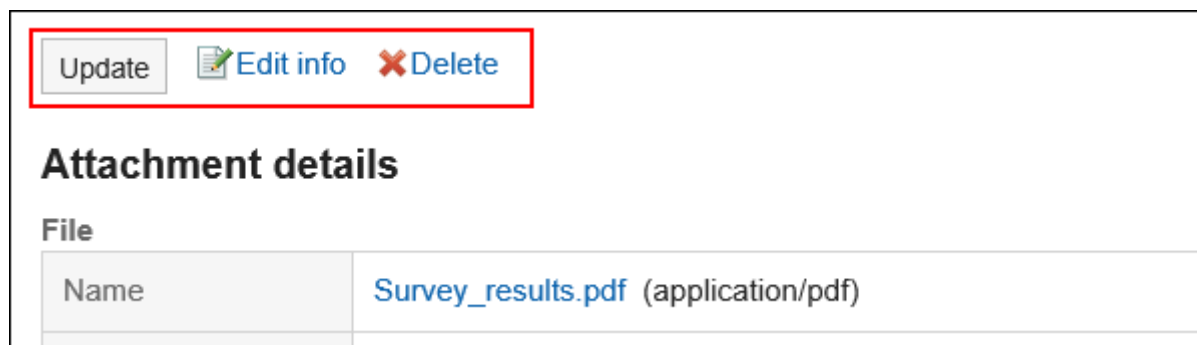 Update Edit info Delete
Attachment details
File
Name Survey_results.pdf (application/pdf)